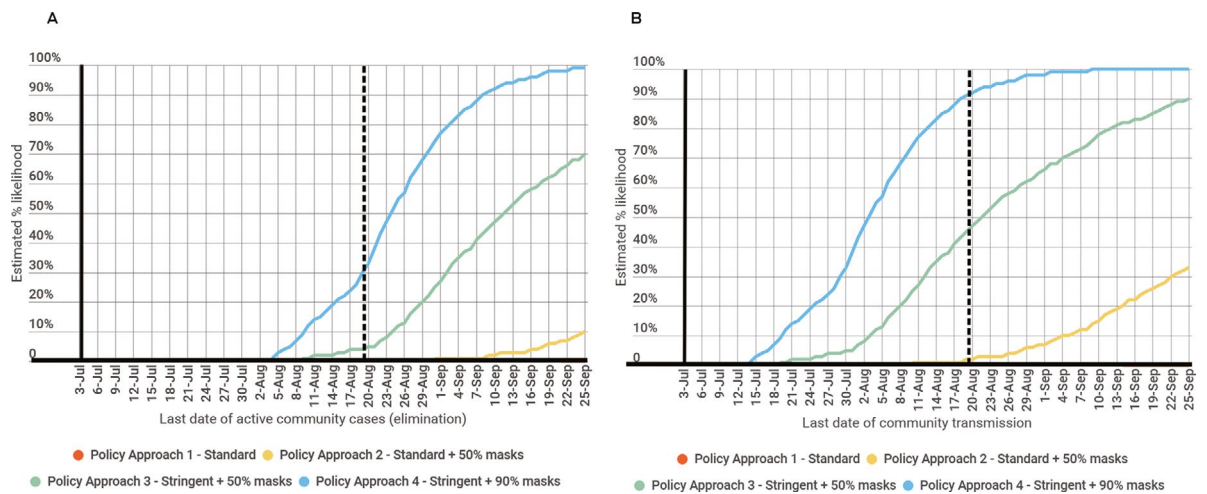 A
100%
90%
80%
70%
60%
50%
40%
30%
20%
10%
0
Estimated % likelihood
3-Jul
6-Jul
9-Jul
12-Jul
15-Jul
18-Jul
21-Jul
24-Jul
27-Jul
30-Jul
2-Aug
5-Aug
8-Aug
11-Aug
14-Aug
17-Aug
20-Aug
23-Aug
26-Aug
29-Aug
1-Sep
4-Sep
7-Sep
10-Sep
13-Sep
16-Sep
19-Sep
22-Sep
25-Sep
Last date of active community cases (elimination)
Policy Approach 1 - Standard
Policy Approach 2 - Standard + 50% masks
Policy Approach 3 - Stringent + 50% masks
Policy Approach 4 - Stringent + 90% masks
B
100%
90%
80%
70%
60%
50%
40%
30%
20%
10%
0
Estimated % likelihood
3-Jul
6-Jul
9-Jul
12-Jul
15-Jul
18-Jul
21-Jul
24-Jul
27-Jul
30-Jul
2-Aug
5-Aug
8-Aug
11-Aug
14-Aug
17-Aug
20-Aug
23-Aug
26-Aug
29-Aug
1-Sep
4-Sep
7-Sep
10-Sep
13-Sep
16-Sep
19-Sep
22-Sep
25-Sep
Last date of community transmission
Policy Approach 1 - Standard
Policy Approach 2 - Standard + 50% masks
Policy Approach 3 - Stringent + 50% masks
Policy Approach 4 - Stringent + 90% masks